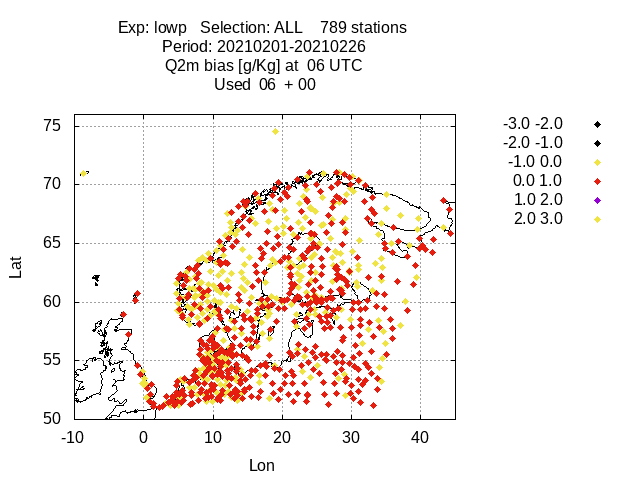 Exp: lowp Selection: ALL 789 stations
Period: 20210201-20210226
Q2m bias [g/Kg] at 06 UTC
Used 06 + 00
-3.0 -2.0
-2.0 -1.0
-1.0 0.0
0.0 1.0
1.0 2.0
2.0 3.0
75
70
65
60
55
50
Lat
-10 0 10 20 30 40
Lon